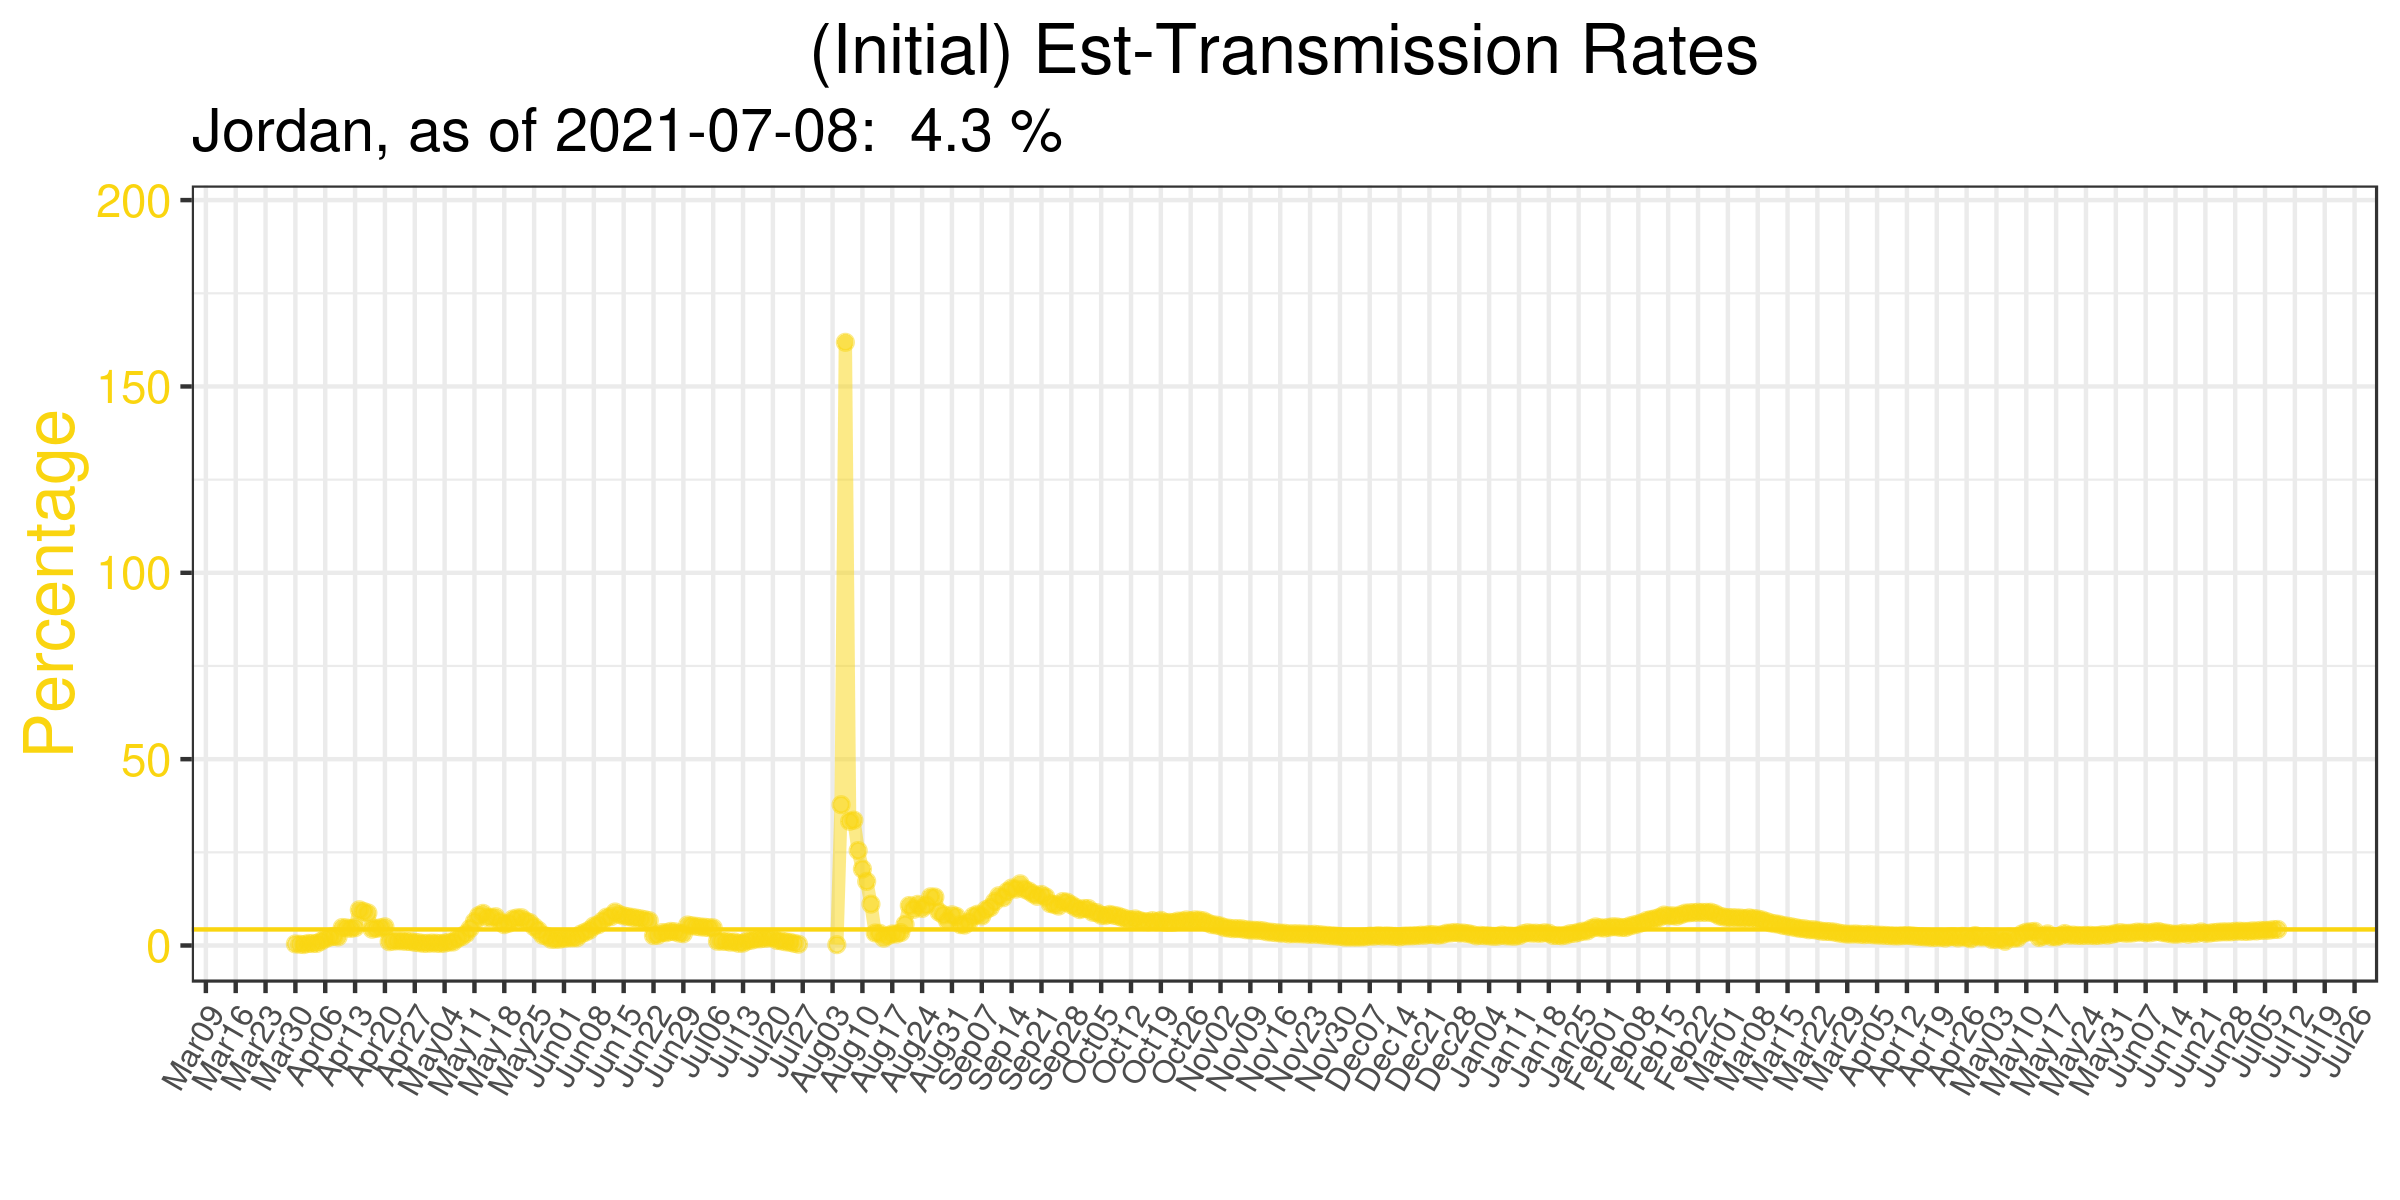 (Initial) Est-Transmission Rates
Jordan, as of 2021-07-08:  4.3 %
Percentage
200
150
100
50
0
Mar09
Mar16
Mar23
Mar30
Apr06
Apr13
Apr20
Apr27
May04
May11
May18
May25
Jun01
Jun08
Jun15
Jun22
Jun29
Jul06
Jul13
Jul20
Jul27
Aug03
Aug10
Aug17
Aug24
Aug31
Sep07
Sep14
Sep21
Sep28
Oct05
Oct12
Oct19
Oct26
Nov02
Nov09
Nov16
Nov23
Nov30
Dec07
Dec14
Dec21
Dec28
Jan04
Jan11
Jan18
Jan25
Feb01
Feb08
Feb15
Feb22
Mar01
Mar08
Mar15
Mar22
Mar29
Apr05
Apr12
Apr19
Apr26
May03
May10
May17
May24
May31
Jun07
Jun14
Jun21
Jun28
Jul05
Jul12
Jul19
Jul26